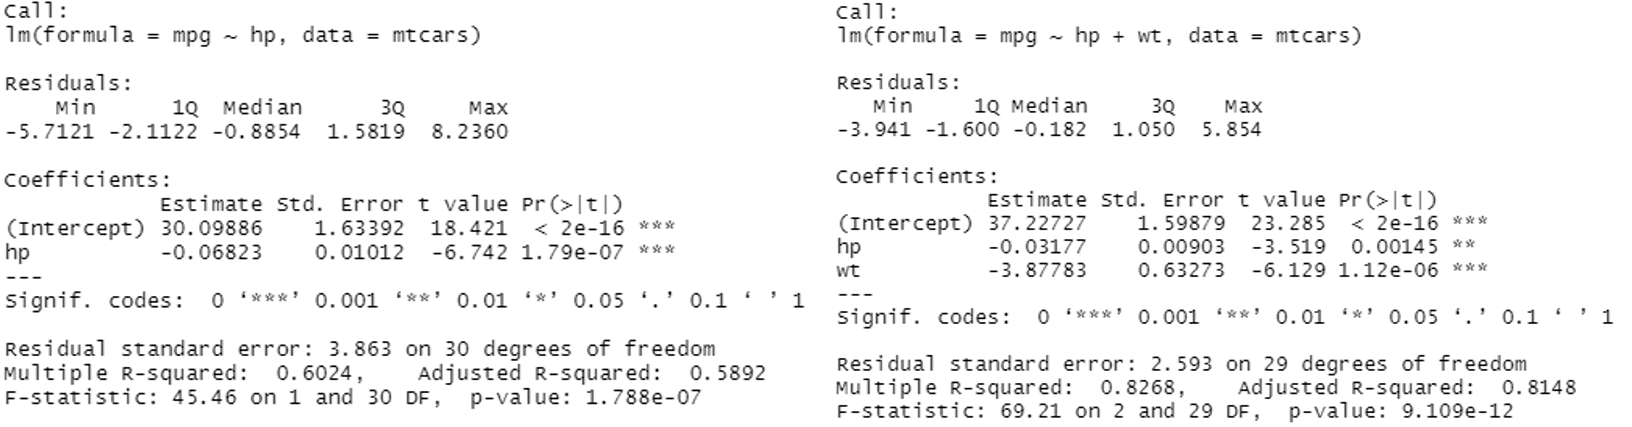 Call:
lm(formula = mpg ~ hp, data = mtcars)
Residuals:
Min 1Q Median 3Q Max
-5.7121 -2.1122 -0.8854 1.5819 8.2360
Coefficients:
Estimate Std. Error t value Pr(>|t|)
(Intercept) 30.09886 1.63392 18.421 < 2e-16 ***
hp -0.06823 0.01012 -6.742 1.79e-07 ***
---
Signif. codes: 0 ‘***’ 0.001 ‘**’ 0.01 ‘*’ 0.05 ‘.’ 0.1 ‘ ’ 1
Residual standard error: 3.863 on 30 degrees of freedom
Multiple R-squared: 0.6024, Adjusted R-squared: 0.5892
F-statistic: 45.46 on 1 and 30 DF, p-value: 1.788e-07
Call:
lm(formula = mpg ~ hp + wt, data = mtcars)
Residuals:
Min 1Q Median 3Q Max
-3.941 -1.600 -0.182 1.050 5.854
Coefficients:
Estimate Std. Error t value Pr(>|t|)
(Intercept) 37.22727 1.59879 23.285 < 2e-16 ***
hp -0.03177 0.00903 -3.519 0.00145 **
wt -3.87783 0.63273 -6.129 1.12e-06 ***
---
Signif. codes: 0 ‘***’ 0.001 ‘**’ 0.01 ‘*’ 0.05 ‘.’ 0.1 ‘ ’ 1
Residual standard error: 2.593 on 29 degrees of freedom
Multiple R-squared: 0.8268, Adjusted R-squared: 0.8148
F-statistic: 69.21 on 2 and 29 DF, p-value: 9.109e-12